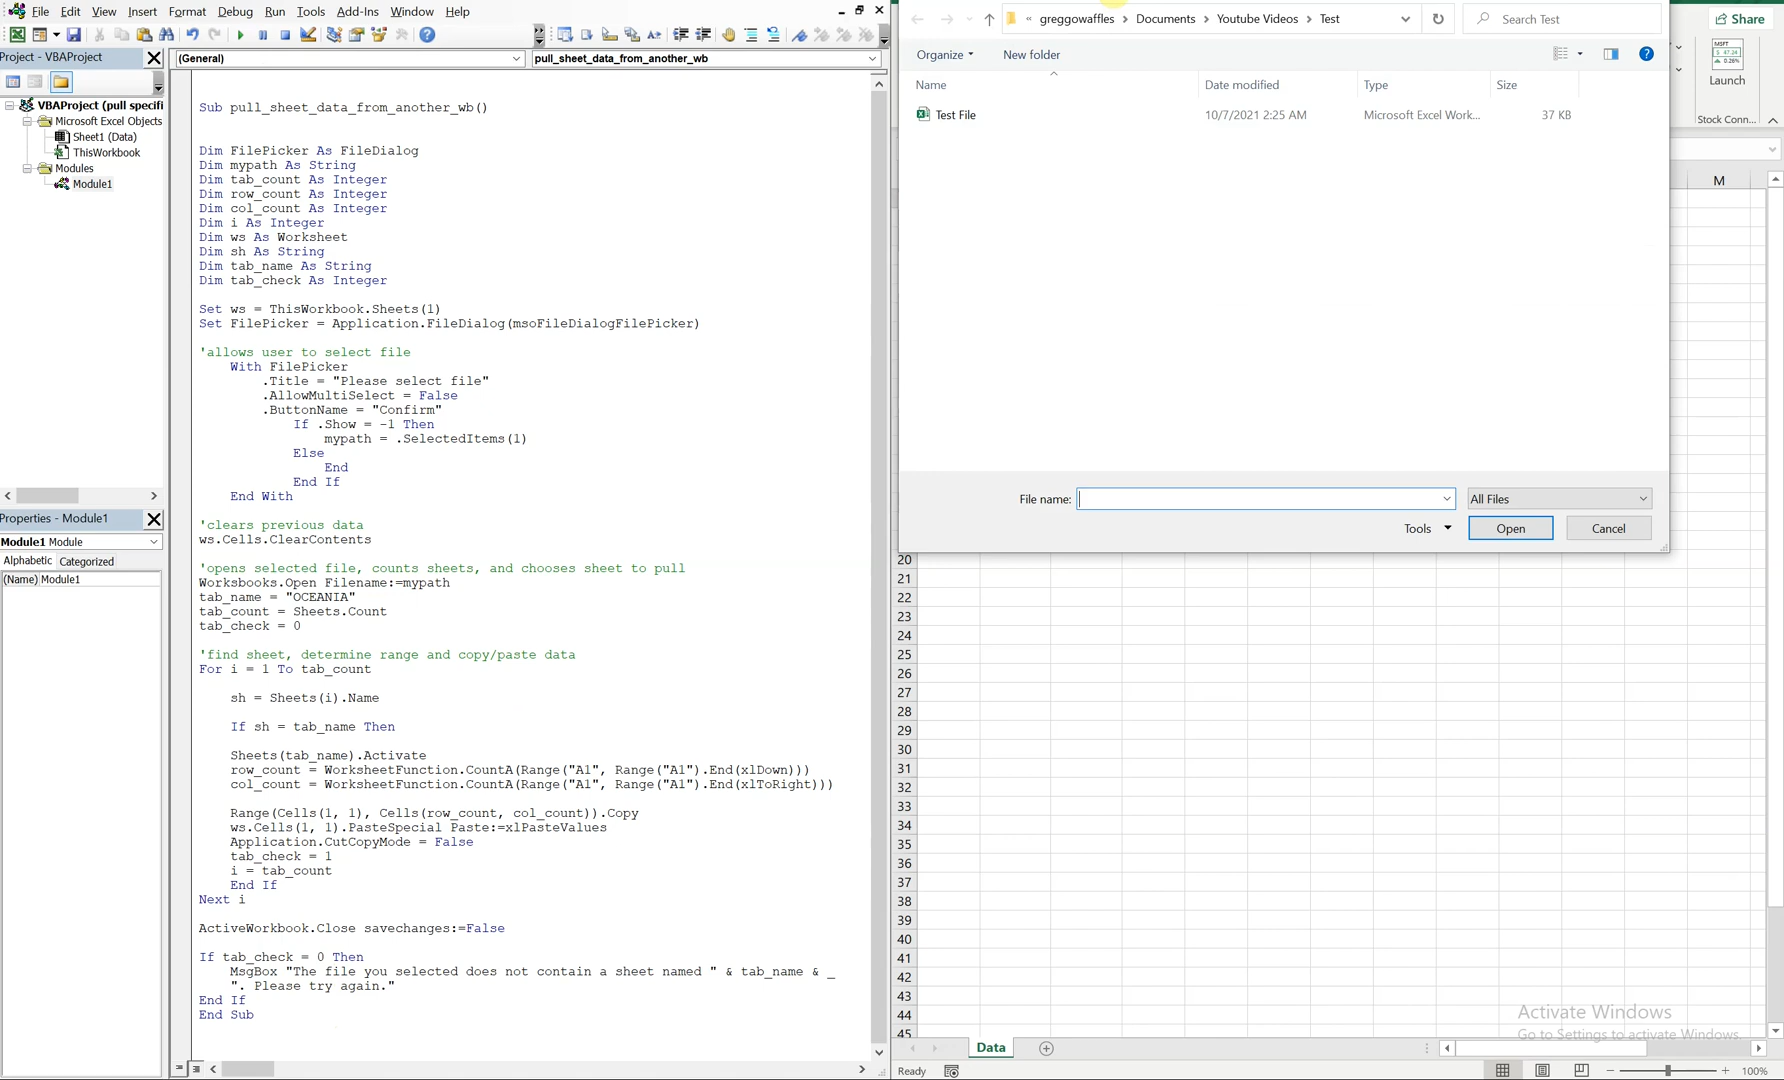 File Edit View Insert Format Debug Run Tools Add-Ins Window Help
Project - VBAProject
VBAProject (pull specifi
Microsoft Excel Objects
Sheet1 (Data)
ThisWorkbook
Modules
Module1
Properties - Module1
Module1 Module
Alphabetic Categorized
(Name) Module1
(General)
pull_sheet_data_from_another_wb
Sub pull_sheet_data_from_another_wb()
Dim FilePicker As FileDialog
Dim mypath As String
Dim tab_count As Integer
Dim row_count As Integer
Dim col_count As Integer
Dim i As Integer
Dim ws As Worksheet
Dim sh As String
Dim tab_name As String
Dim tab_check As Integer
Set ws = ThisWorkbook.Sheets(1)
Set FilePicker = Application.FileDialog(msoFileDialogFilePicker)
'allows user to select file
With FilePicker
.Title = "Please select file"
.AllowMultiSelect = False
.ButtonName = "Confirm"
If .Show = -1 Then
mypath = .SelectedItems(1)
Else
End
End If
End With
'clears previous data
ws.Cells.ClearContents
'opens selected file, counts sheets, and chooses sheet to pull
Worksbooks.Open Filename:=mypath
tab_name = "OCEANIA"
tab_count = Sheets.Count
tab_check = 0
'find sheet, determine range and copy/paste data
For i = 1 To tab_count
sh = Sheets(i).Name
If sh = tab_name Then
Sheets(tab_name).Activate
row_count = WorksheetFunction.CountA(Range("A1", Range("A1").End(xlDown)))
col_count = WorksheetFunction.CountA(Range("A1", Range("A1").End(xlToRight)))
Range(Cells(1, 1), Cells(row_count, col_count)).Copy
ws.Cells(1, 1).PasteSpecial Paste:=xlPasteValues
Application.CutCopyMode = False
tab_check = 1
i = tab_count
End If
Next i
ActiveWorkbook.Close savechanges:=False
If tab_check = 0 Then
MsgBox "The file you selected does not contain a sheet named " & tab_name & _
". Please try again."
End If
End Sub
« greggowaffles › Documents › Youtube Videos › Test
Search Test
Organize New folder
Name Date modified Type Size
Test File 10/7/2021 2:25 AM Microsoft Excel Work... 37 KB
File name:
All Files
Tools Open Cancel
Share
MSFT
$ 47.24
▲ 0.26%
Launch
Stock Conn...
M
20
21
22
23
24
25
26
27
28
29
30
31
32
33
34
35
36
37
38
39
40
41
42
43
44
45
Activate Windows
Go to Settings to activate Windows.
Data
Ready
100%